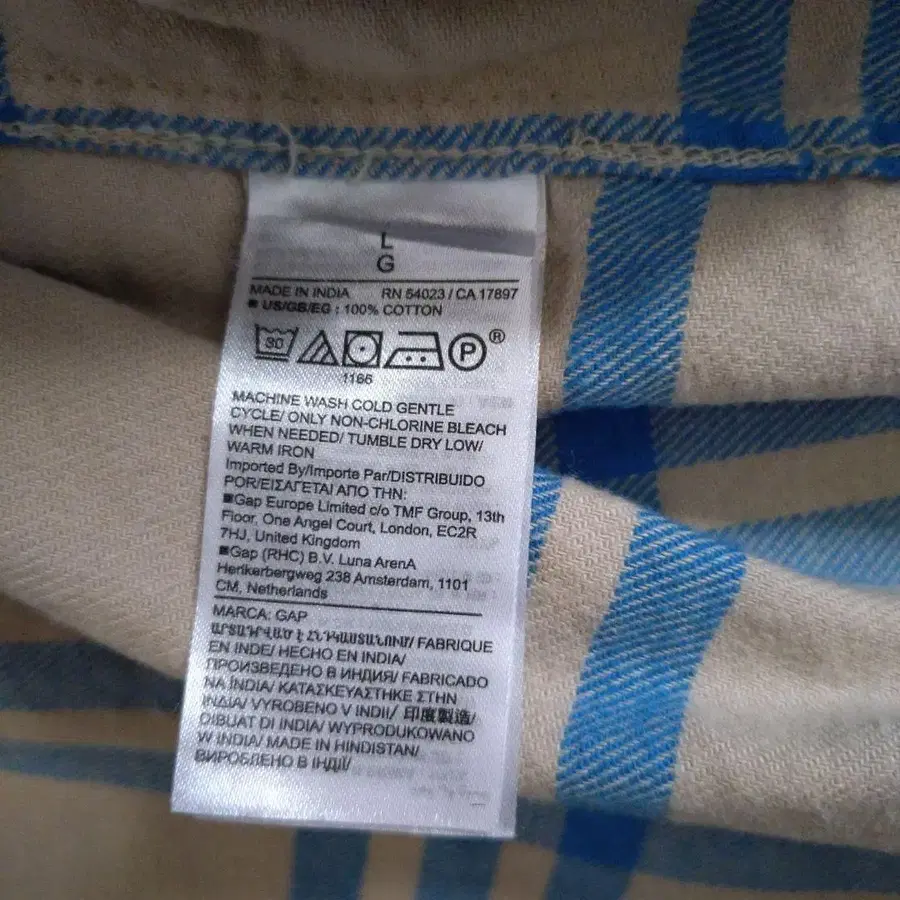 L
G
MADE IN INDIA RN 54023 / CA 17897
■ US/GB/EG : 100% COTTON
30 P ®
1166
MACHINE WASH COLD GENTLE
CYCLE/ ONLY NON-CHLORINE BLEACH
WHEN NEEDED/ TUMBLE DRY LOW/
WARM IRON
Imported By/Importe Par/DISTRIBUIDO
POR/ΕΙΣΑΓΕΤΑΙ ΑΠΟ ΤΗΝ:
■Gap Europe Limited c/o TMF Group, 13th
Floor, One Angel Court, London, EC2R
7HJ, United Kingdom
■Gap (RHC) B.V. Luna ArenA
Herikerbergweg 238 Amsterdam, 1101
CM, Netherlands
MARCA: GAP
ԱՐՏԱԴՐՎԱԾ Է ՀՆԴԿԱՍՏԱՆՈՒՄ/ FABRIQUE
EN INDE/ HECHO EN INDIA/
ПРОИЗВЕДЕНО В ИНДИЯ/ FABRICADO
NA ÍNDIA/ ΚΑΤΑΣΚΕΥΑΣΤΗΚΕ ΣΤΗΝ
ΙΝΔΙΑ/ VYROBENO V INDII/ 印度製造/
DIBUAT DI INDIA/ WYPRODUKOWANO
W INDIA/ MADE IN HINDISTAN/
ВИРОБЛЕНО В ІНДІЇ/